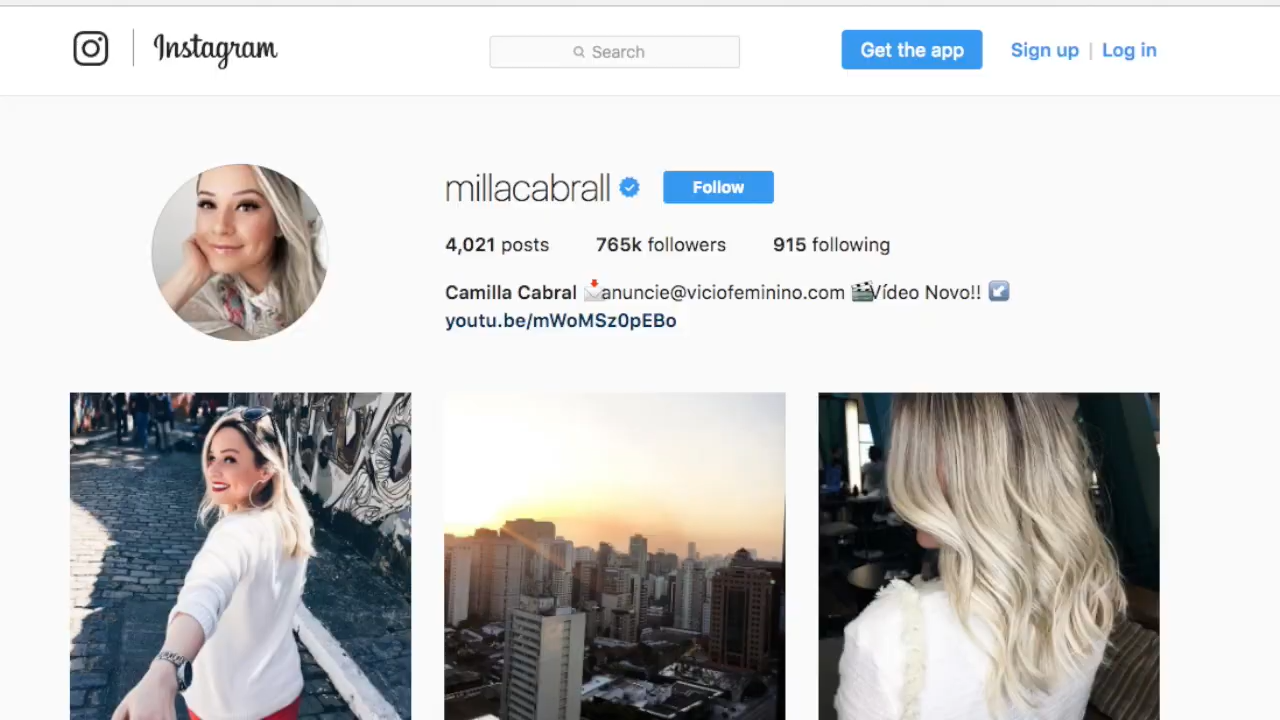 Instagram
Search
Get the app
Sign up | Log in
millacabrall
Follow
4,021 posts 765k followers 915 following
Camilla Cabral 📩anuncie@viciofeminino.com 🎬Vídeo Novo!! ↙️
youtu.be/mWoMSz0pEBo